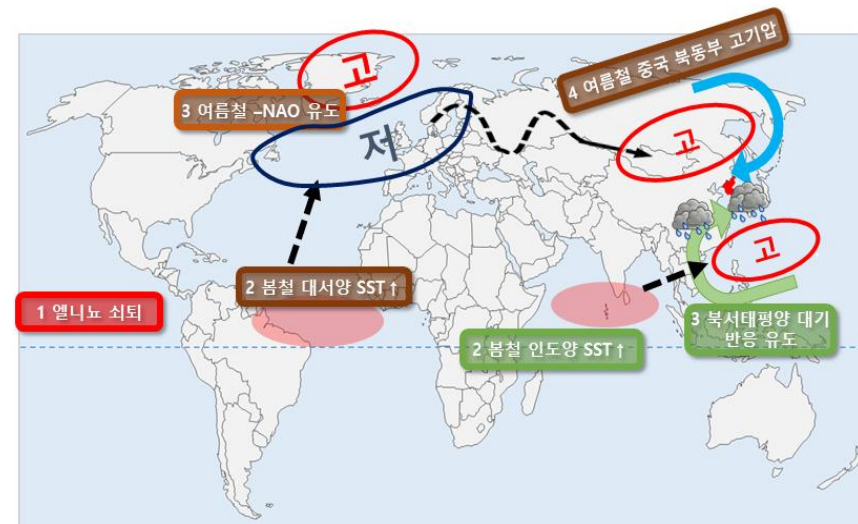 고
4 여름철 중국 북동부 고기압
3 여름철 –NAO 유도
저
고
고
2 봄철 대서양 SST↑
1 엘니뇨 쇠퇴
2 봄철 인도양 SST↑
3 북서태평양 대기
반응 유도